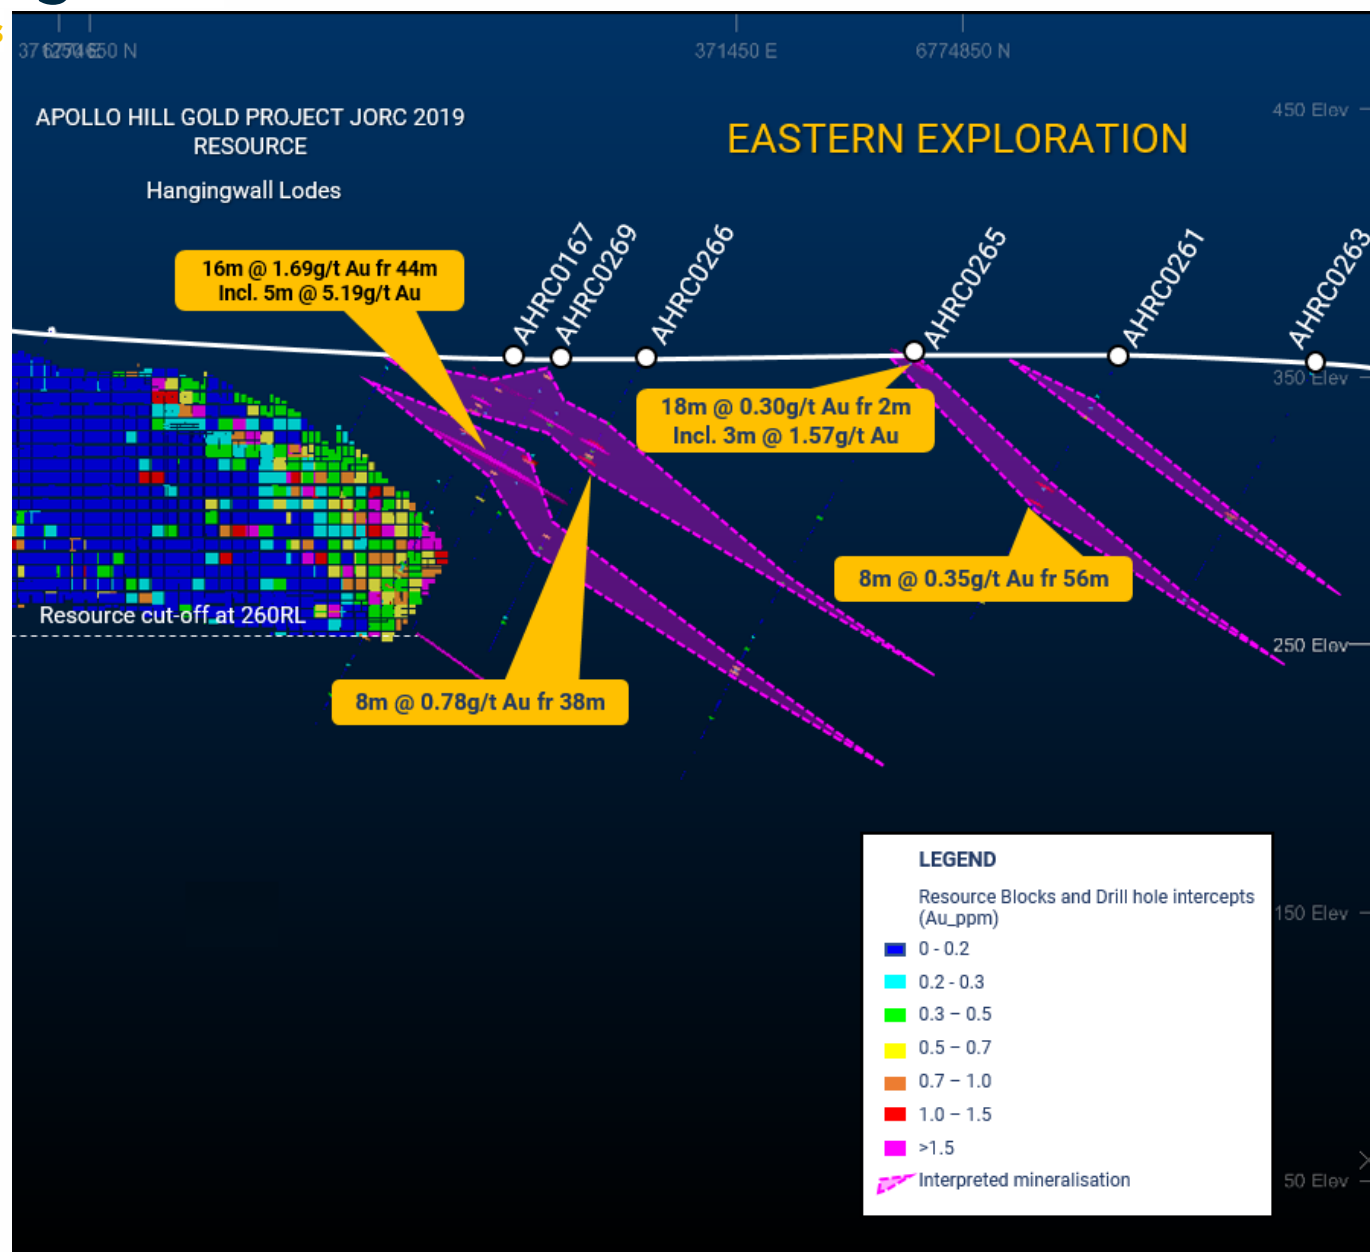 371450 E
6774850 N
450 Elev
APOLLO HILL GOLD PROJECT JORC 2019
RESOURCE
Hangingwall Lodes
EASTERN EXPLORATION
AHRC0167
AHRC0269
AHRC0266
AHRC0265
AHRC0261
AHRC0263
16m @ 1.69g/t Au fr 44m
Incl. 5m @ 5.19g/t Au
350 Elev
18m @ 0.30g/t Au fr 2m
Incl. 3m @ 1.57g/t Au
8m @ 0.35g/t Au fr 56m
Resource cut-off at 260RL
250 Elev
8m @ 0.78g/t Au fr 38m
LEGEND
Resource Blocks and Drill hole intercepts
(Au_ppm)
150 Elev
0 - 0.2
0.2 - 0.3
0.3 – 0.5
0.5 – 0.7
0.7 – 1.0
1.0 – 1.5
>1.5
Interpreted mineralisation
50 Elev